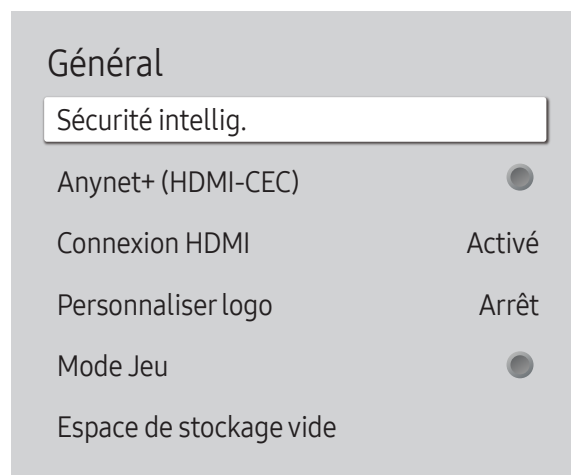 Général
Sécurité intellig.
Anynet+ (HDMI-CEC)
Connexion HDMI Activé
Personnaliser logo Arrêt
Mode Jeu
Espace de stockage vide